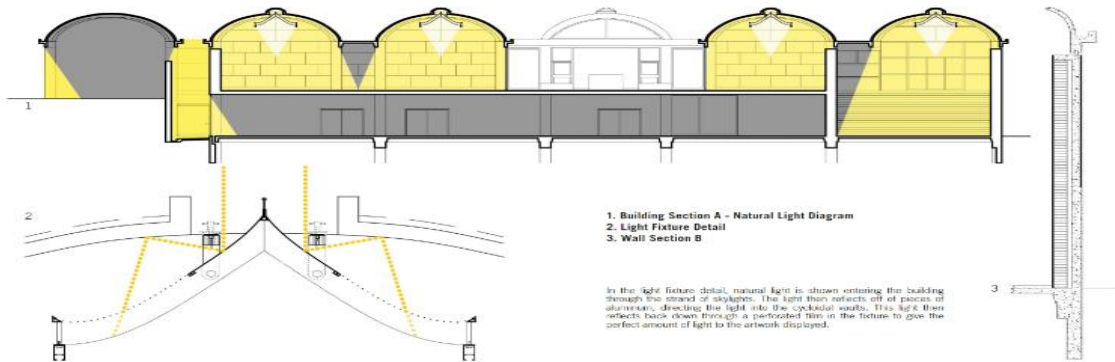 1
2
1. Building Section A - Natural Light Diagram
2. Light Fixture Detail
3. Wall Section B
In the light fixture detail, natural light is shown entering the building
through the strand of skylights. The light then reflects off of pieces of
aluminum, directing the light into the cycloidal vaults. This light then
reflects back down through a perforated film in the fixture to give the
perfect amount of light to the artwork displayed.
3